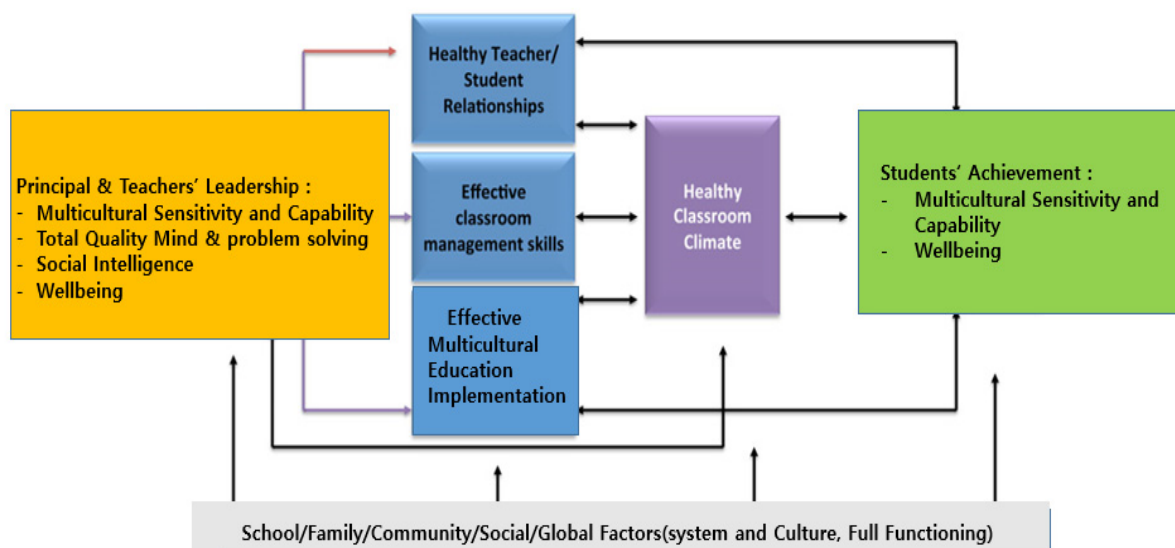 Healthy Teacher/
Student
Relationships
Principal & Teachers’ Leadership :
- Multicultural Sensitivity and Capability
- Total Quality Mind & problem solving
- Social Intelligence
- Wellbeing
Effective
classroom
management skills
Effective
Multicultural
Education
Implementation
Healthy
Classroom
Climate
Students‘ Achievement :
- Multicultural Sensitivity and
Capability
- Wellbeing
School/Family/Community/Social/Global Factors(system and Culture, Full Functioning)